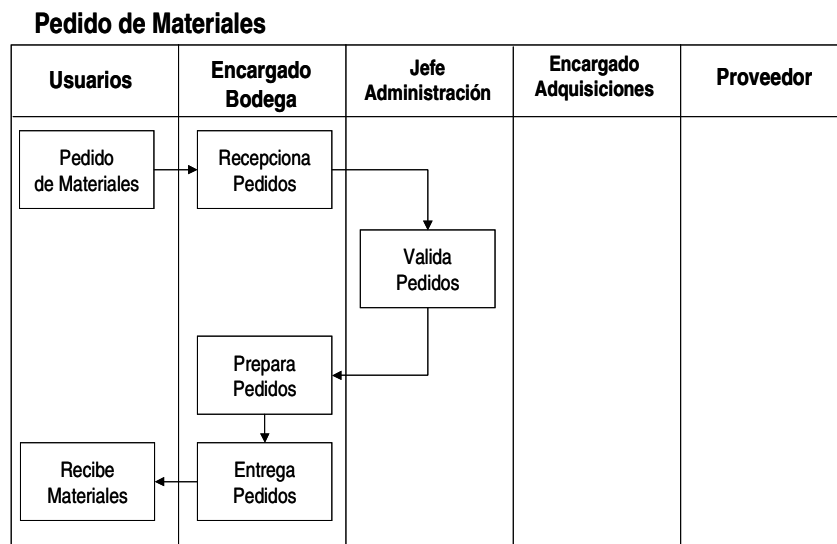 Pedido de Materiales
Usuarios
Encargado
Bodega
Jefe
Administración
Encargado
Adquisiciones
Proveedor
Pedido
de Materiales
Recepciona
Pedidos
Valida
Pedidos
Prepara
Pedidos
Entrega
Pedidos
Recibe
Materiales